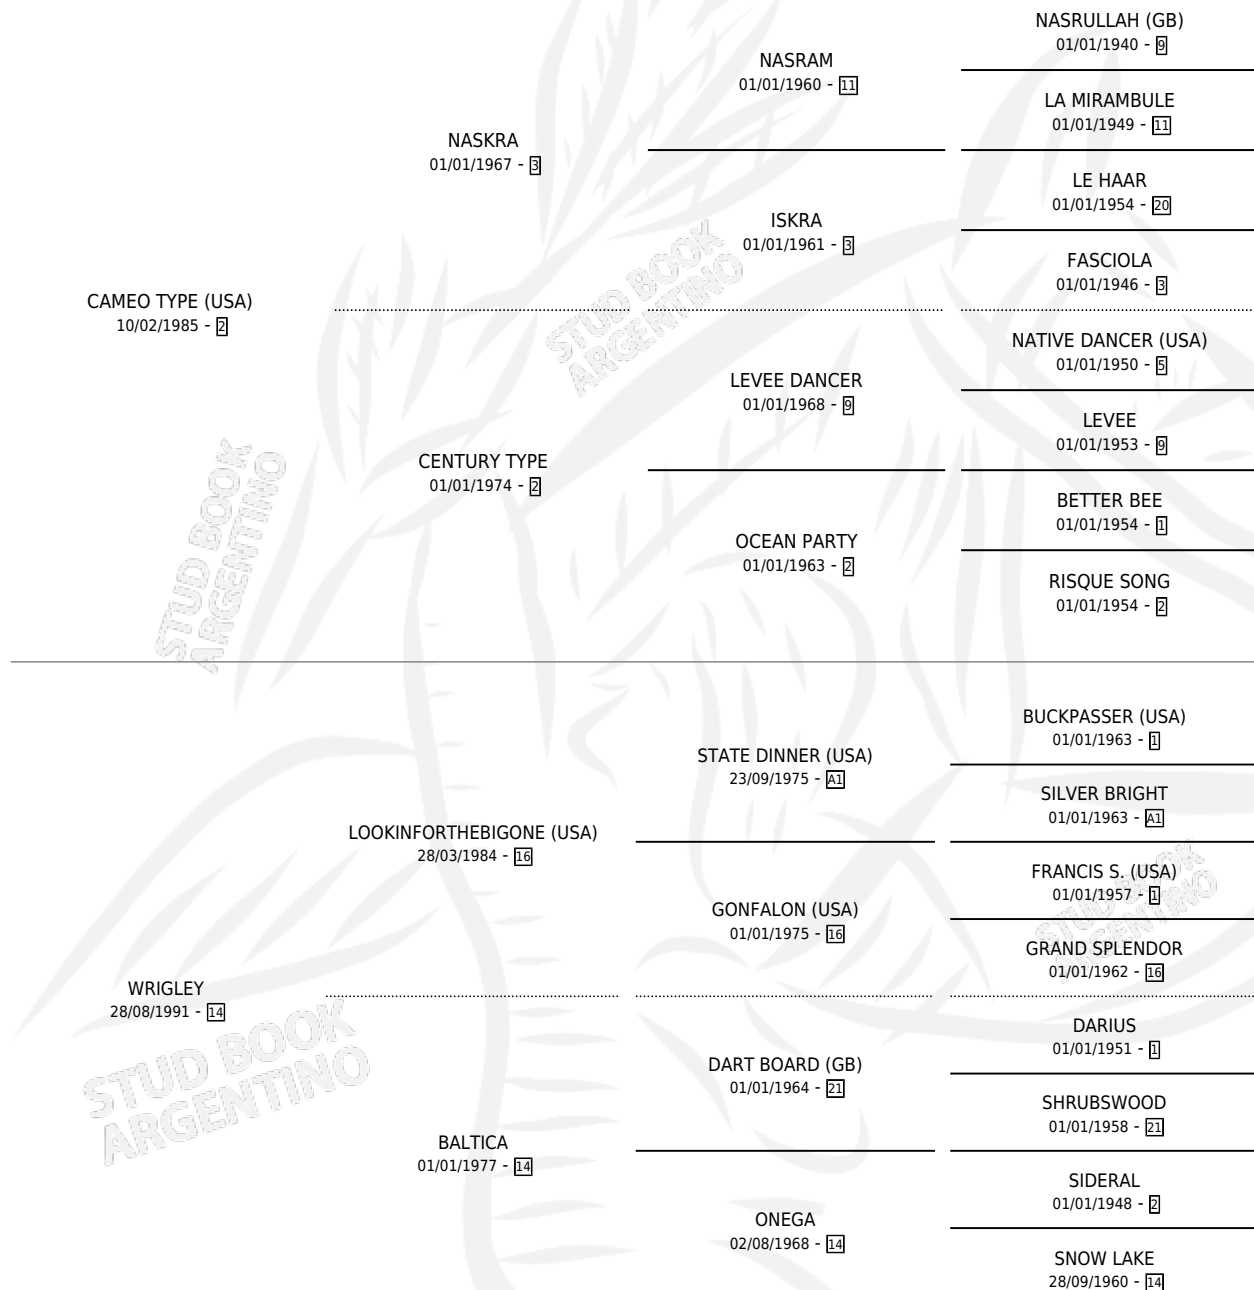 NASRULLAH (GB)
01/01/1940 - 9
NASRAM
01/01/1960 - 11
LA MIRAMBULE
01/01/1949 - 11
NASKRA
01/01/1967 - 3
LE HAAR
01/01/1954 - 20
ISKRA
01/01/1961 - 3
FASCIOLA
01/01/1946 - 3
CAMEO TYPE (USA)
10/02/1985 - 2
NATIVE DANCER (USA)
01/01/1950 - 5
LEVEE DANCER
01/01/1968 - 9
LEVEE
01/01/1953 - 9
CENTURY TYPE
01/01/1974 - 2
BETTER BEE
01/01/1954 - 1
OCEAN PARTY
01/01/1963 - 2
RISQUE SONG
01/01/1954 - 2
STUD BOOK
ARGENTINO
STUD BOOK
ARGENTINO
BUCKPASSER (USA)
01/01/1963 - 1
STATE DINNER (USA)
23/09/1975 - A1
SILVER BRIGHT
01/01/1963 - A1
LOOKINFORTHEBIGONE (USA)
28/03/1984 - 16
FRANCIS S. (USA)
01/01/1957 - 1
GONFALON (USA)
01/01/1975 - 16
GRAND SPLENDOR
01/01/1962 - 16
WRIGLEY
28/08/1991 - 14
DARIUS
01/01/1951 - 1
DART BOARD (GB)
01/01/1964 - 21
SHRUBSWOOD
01/01/1958 - 21
BALTICA
01/01/1977 - 14
SIDERAL
01/01/1948 - 2
ONEGA
02/08/1968 - 14
SNOW LAKE
28/09/1960 - 14
STUD BOOK
ARGENTINO
STUD BOOK
ARGENTINO